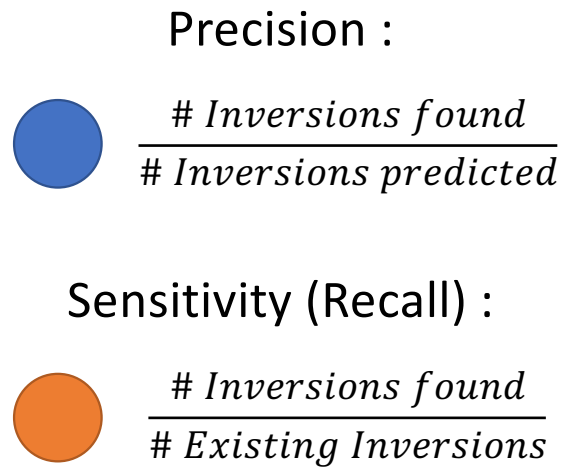 Precision :
# Inversions found
# Inversions predicted
Sensitivity (Recall) :
# Inversions found
# Existing Inversions